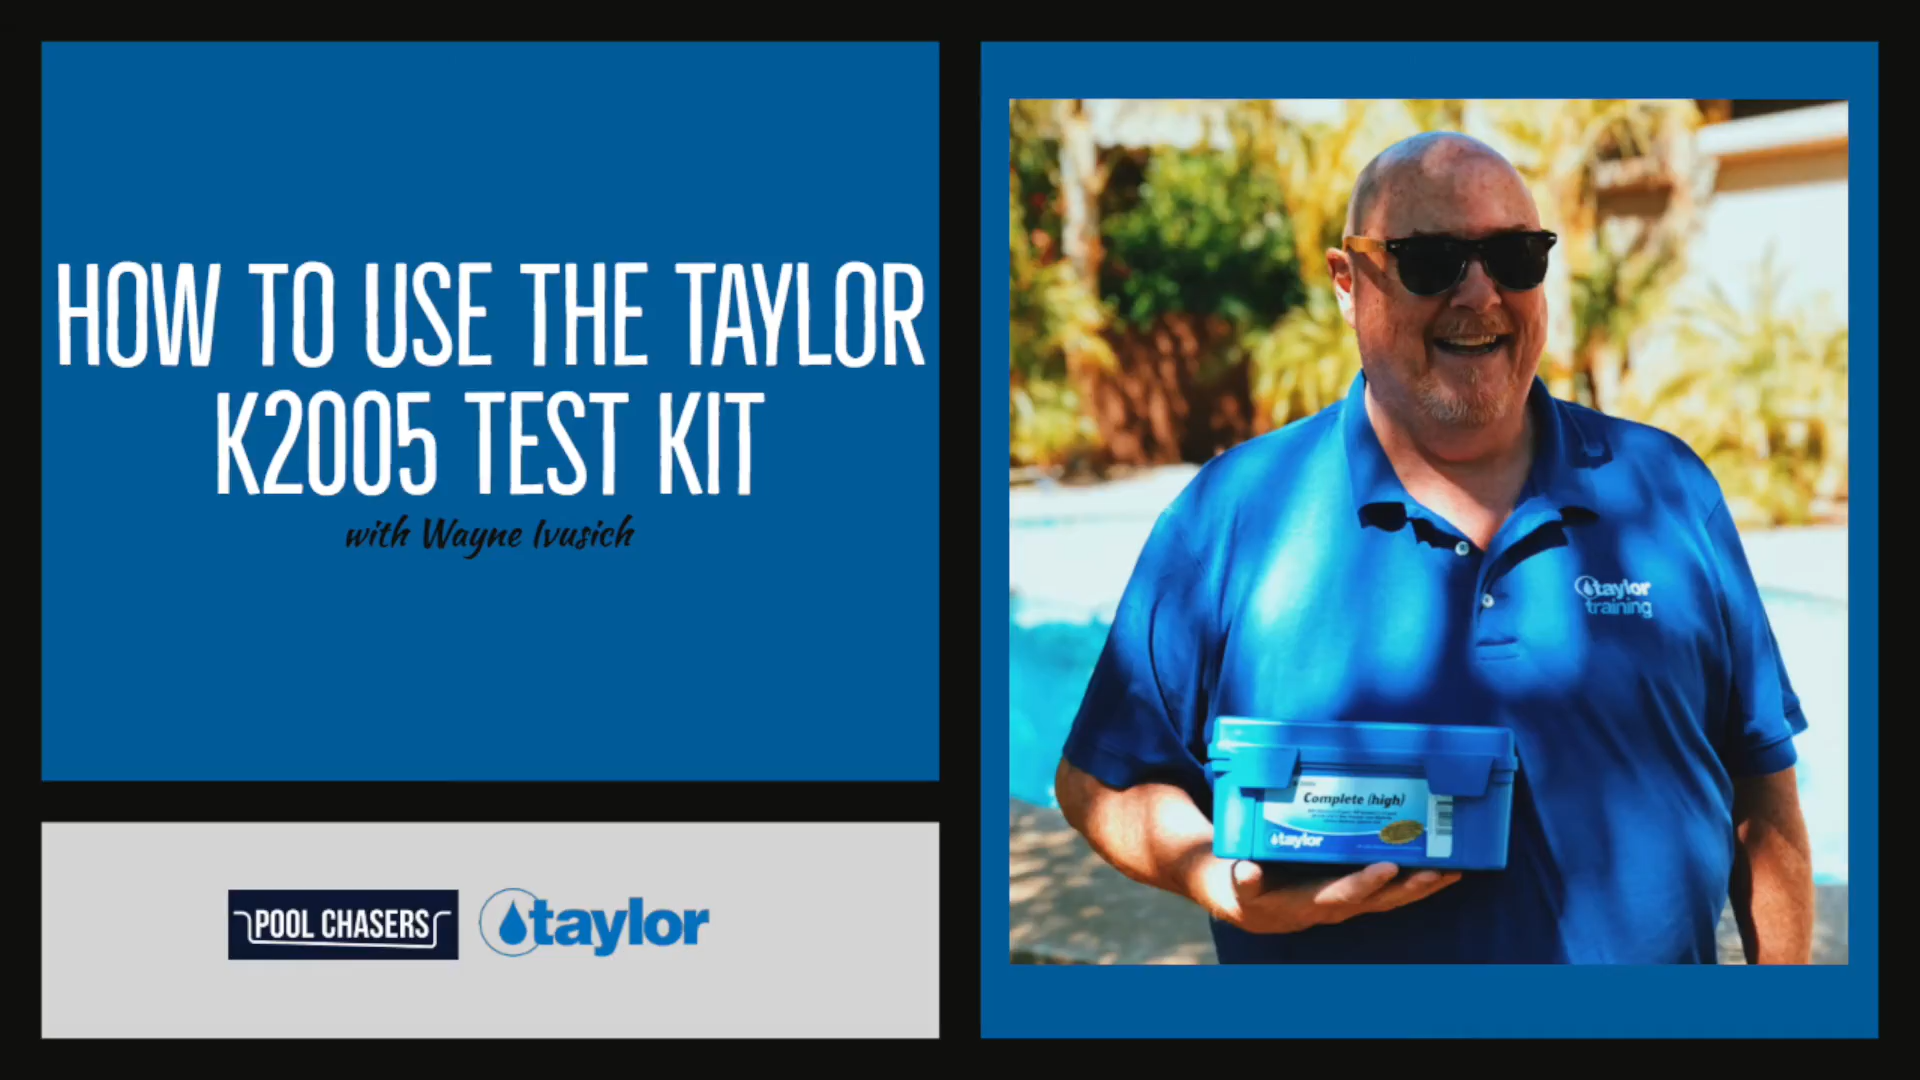 HOW TO USE THE TAYLOR
K2005 TEST KIT
with Wayne Ivusich
POOL CHASERS
taylor
taylor
training
Complete (high)
taylor